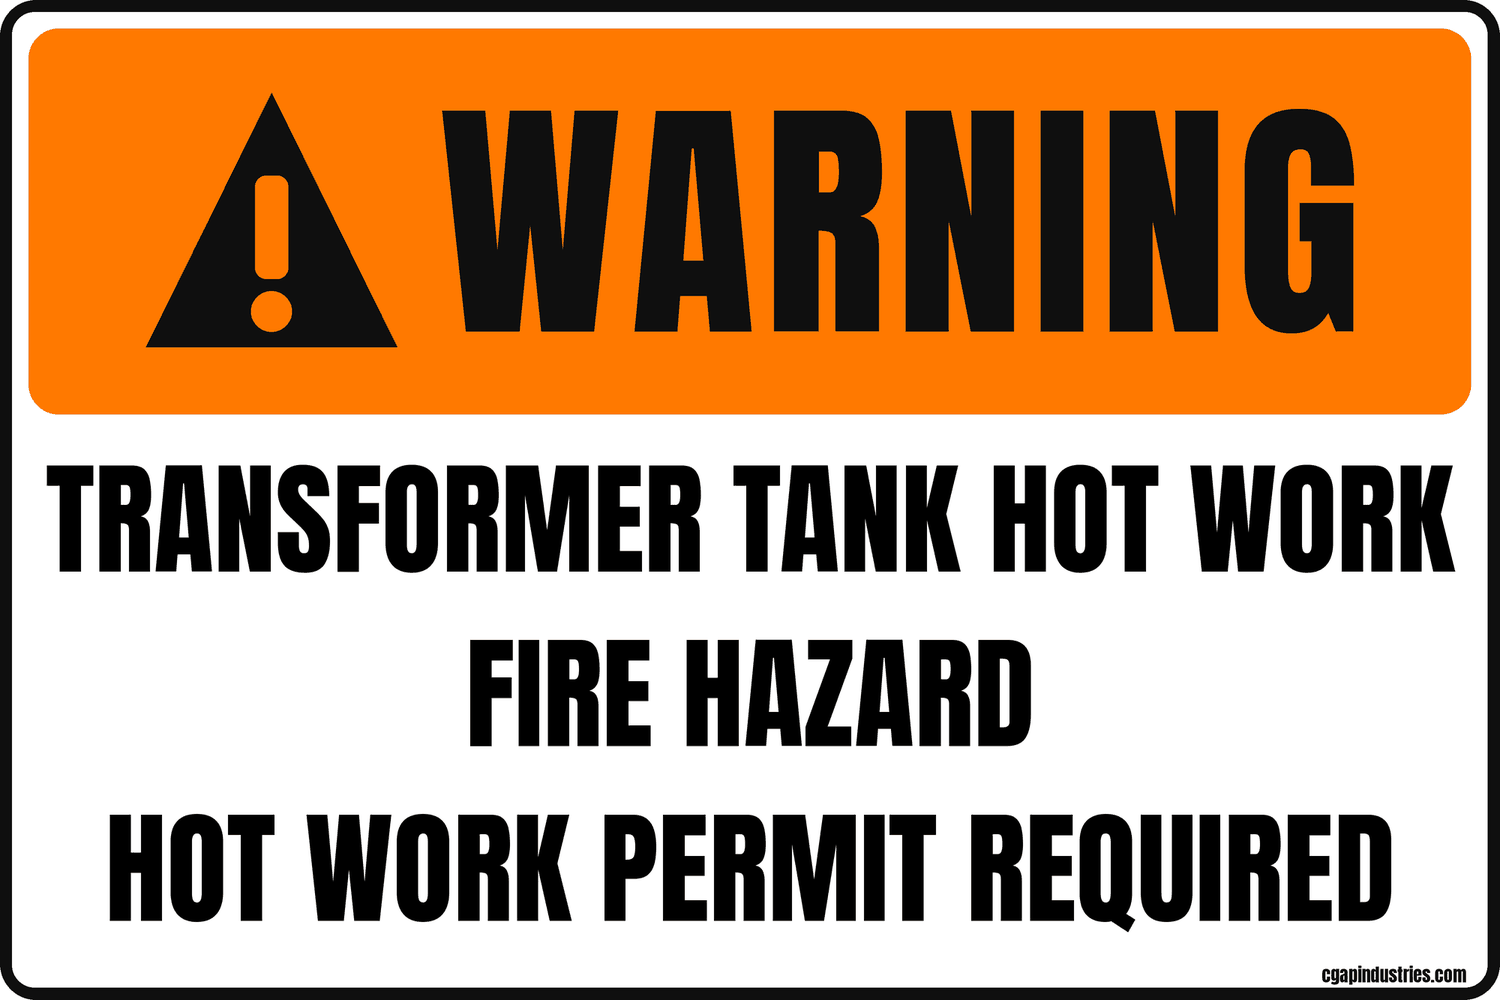 WARNING
TRANSFORMER TANK HOT WORK
FIRE HAZARD
HOT WORK PERMIT REQUIRED
cgapindustries.com